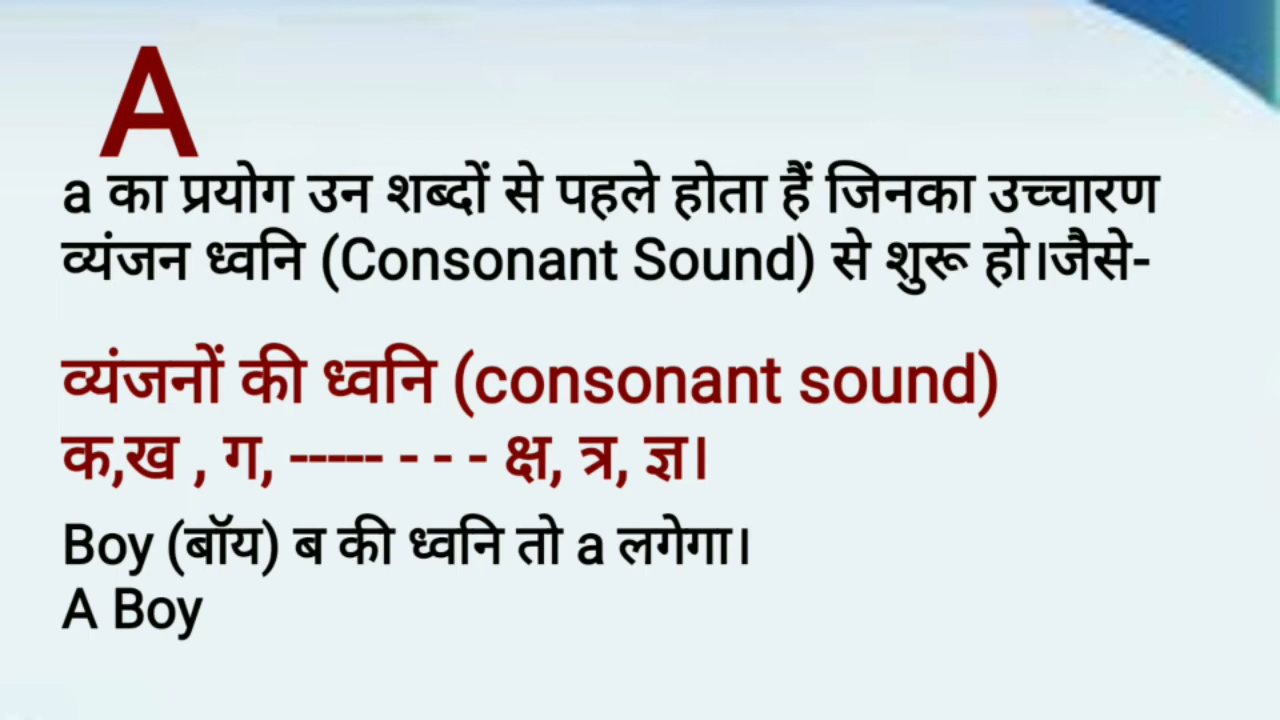 A
a का प्रयोग उन शब्दों से पहले होता हैं जिनका उच्चारण
व्यंजन ध्वनि (Consonant Sound) से शुरू हो।जैसे-
व्यंजनों की ध्वनि (consonant sound)
क,ख , ग, ----- - - - क्ष, त्र, ज्ञ।
Boy (बॉय) ब की ध्वनि तो a लगेगा।
A Boy